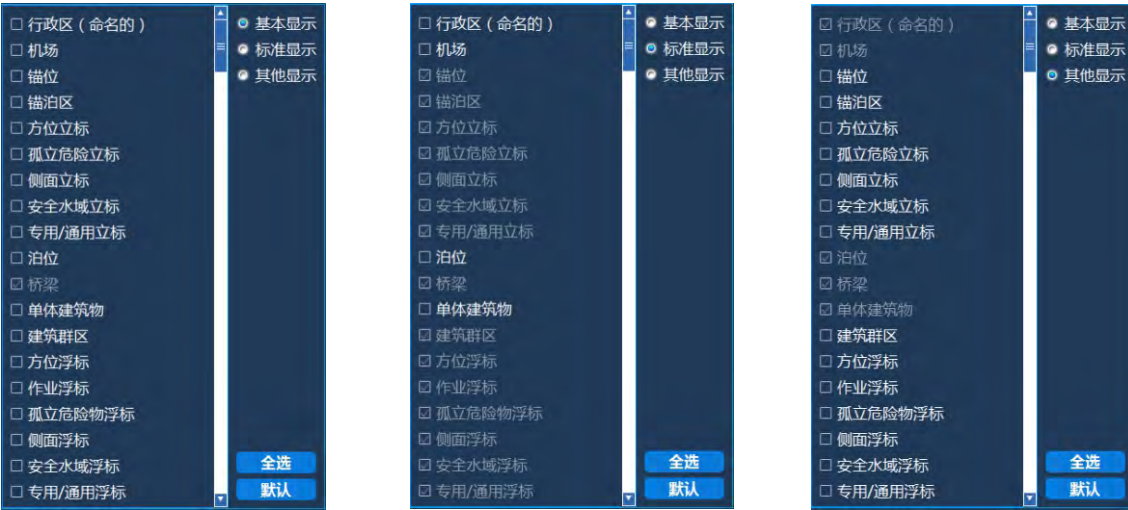 行政区（命名的）
机场
锚位
锚泊区
方位立标
孤立危险立标
侧面立标
安全水域立标
专用/通用立标
泊位
桥梁
单体建筑物
建筑群区
方位浮标
作业浮标
孤立危险物浮标
侧面浮标
安全水域浮标
专用/通用浮标
基本显示
标准显示
其他显示
全选
默认
行政区（命名的）
机场
锚位
锚泊区
方位立标
孤立危险立标
侧面立标
安全水域立标
专用/通用立标
泊位
桥梁
单体建筑物
建筑群区
方位浮标
作业浮标
孤立危险物浮标
侧面浮标
安全水域浮标
专用/通用浮标
基本显示
标准显示
其他显示
全选
默认
行政区（命名的）
机场
锚位
锚泊区
方位立标
孤立危险立标
侧面立标
安全水域立标
专用/通用立标
泊位
桥梁
单体建筑物
建筑群区
方位浮标
作业浮标
孤立危险物浮标
侧面浮标
安全水域浮标
专用/通用浮标
基本显示
标准显示
其他显示
全选
默认